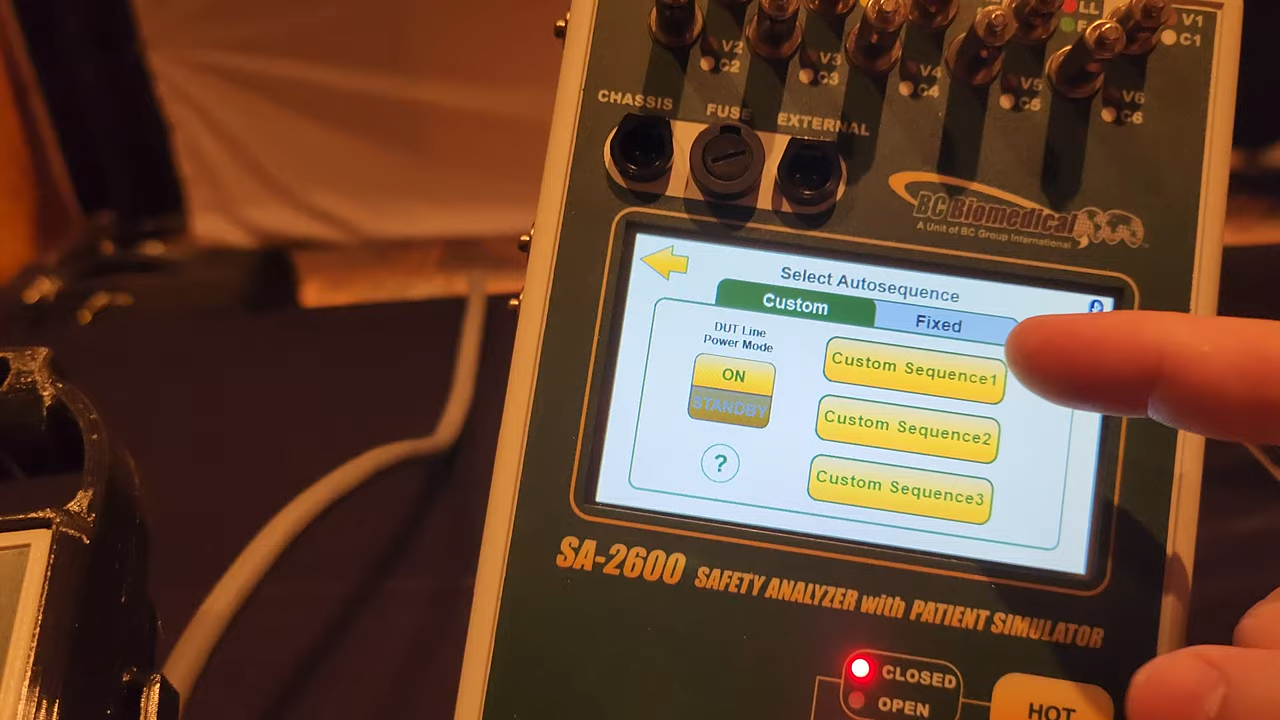 LL
V1
C1
V2
C2
V3
C3
V4
C4
V5
C5
V6
C6
CHASSIS
FUSE
EXTERNAL
BC Biomedical
A Unit of BC Group International
Select Autosequence
Custom
Fixed
DUT Line
Power Mode
ON
STANDBY
?
Custom Sequence1
Custom Sequence2
Custom Sequence3
SA-2600 SAFETY ANALYZER with PATIENT SIMULATOR
CLOSED
OPEN
HOT